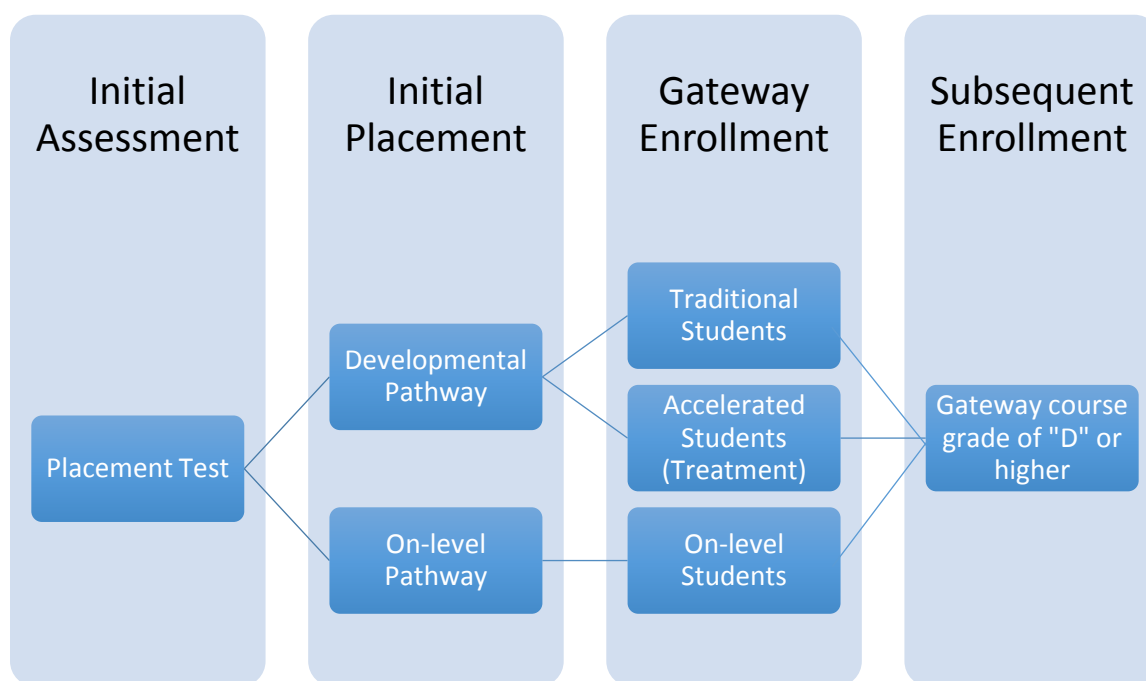 Initial
Assessment
Placement Test
Initial
Placement
Developmental
Pathway
On-level
Pathway
Gateway
Enrollment
Traditional
Students
Accelerated
Students
(Treatment)
On-level
Students
Subsequent
Enrollment
Gateway course
grade of "D" or
higher